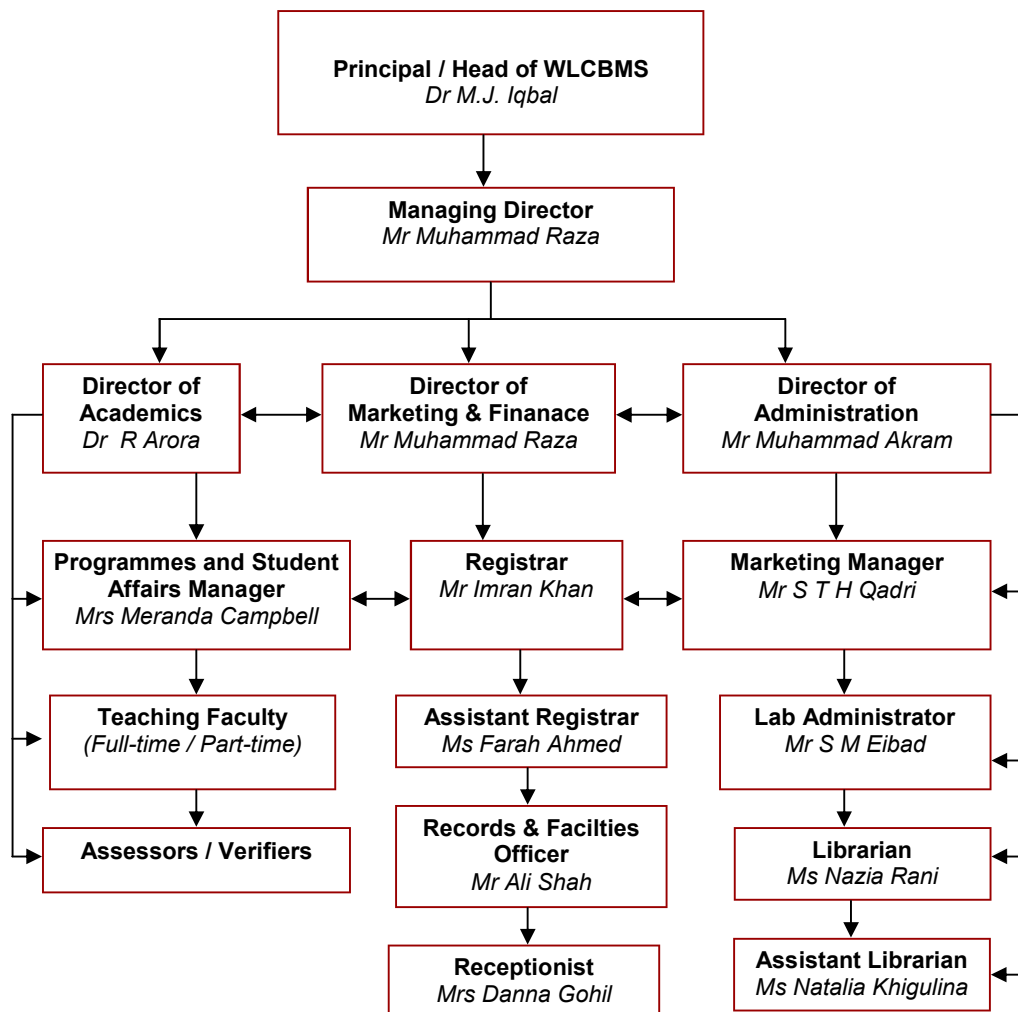 Principal / Head of WLCBMS
Dr M.J. Iqbal
Managing Director
Mr Muhammad Raza
Director of
Academics
Dr R Arora
Director of
Marketing & Finanace
Mr Muhammad Raza
Director of
Administration
Mr Muhammad Akram
Programmes and Student
Affairs Manager
Mrs Meranda Campbell
Registrar
Mr Imran Khan
Marketing Manager
Mr S T H Qadri
Teaching Faculty
(Full-time / Part-time)
Assistant Registrar
Ms Farah Ahmed
Lab Administrator
Mr S M Eibad
Assessors / Verifiers
Records & Facilties
Officer
Mr Ali Shah
Librarian
Ms Nazia Rani
Receptionist
Mrs Danna Gohil
Assistant Librarian
Ms Natalia Khigulina